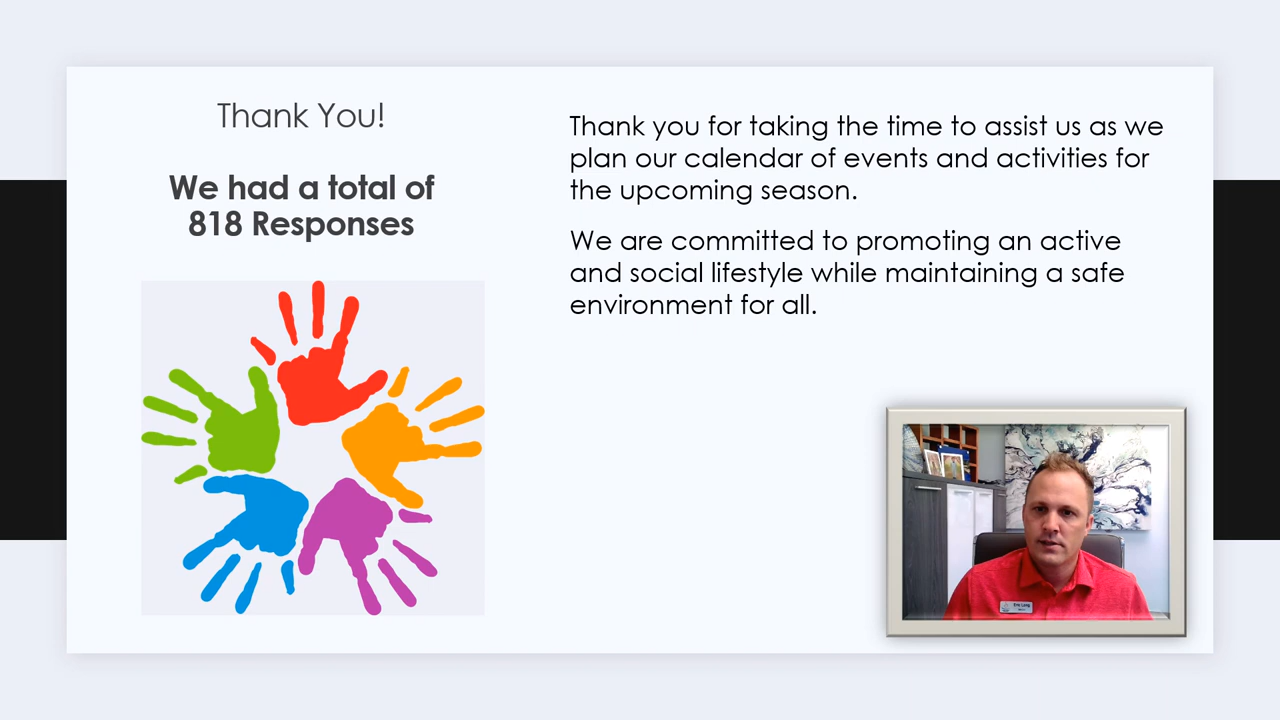 Thank You!
We had a total of
818 Responses
Thank you for taking the time to assist us as we
plan our calendar of events and activities for
the upcoming season.
We are committed to promoting an active
and social lifestyle while maintaining a safe
environment for all.
Eric Long